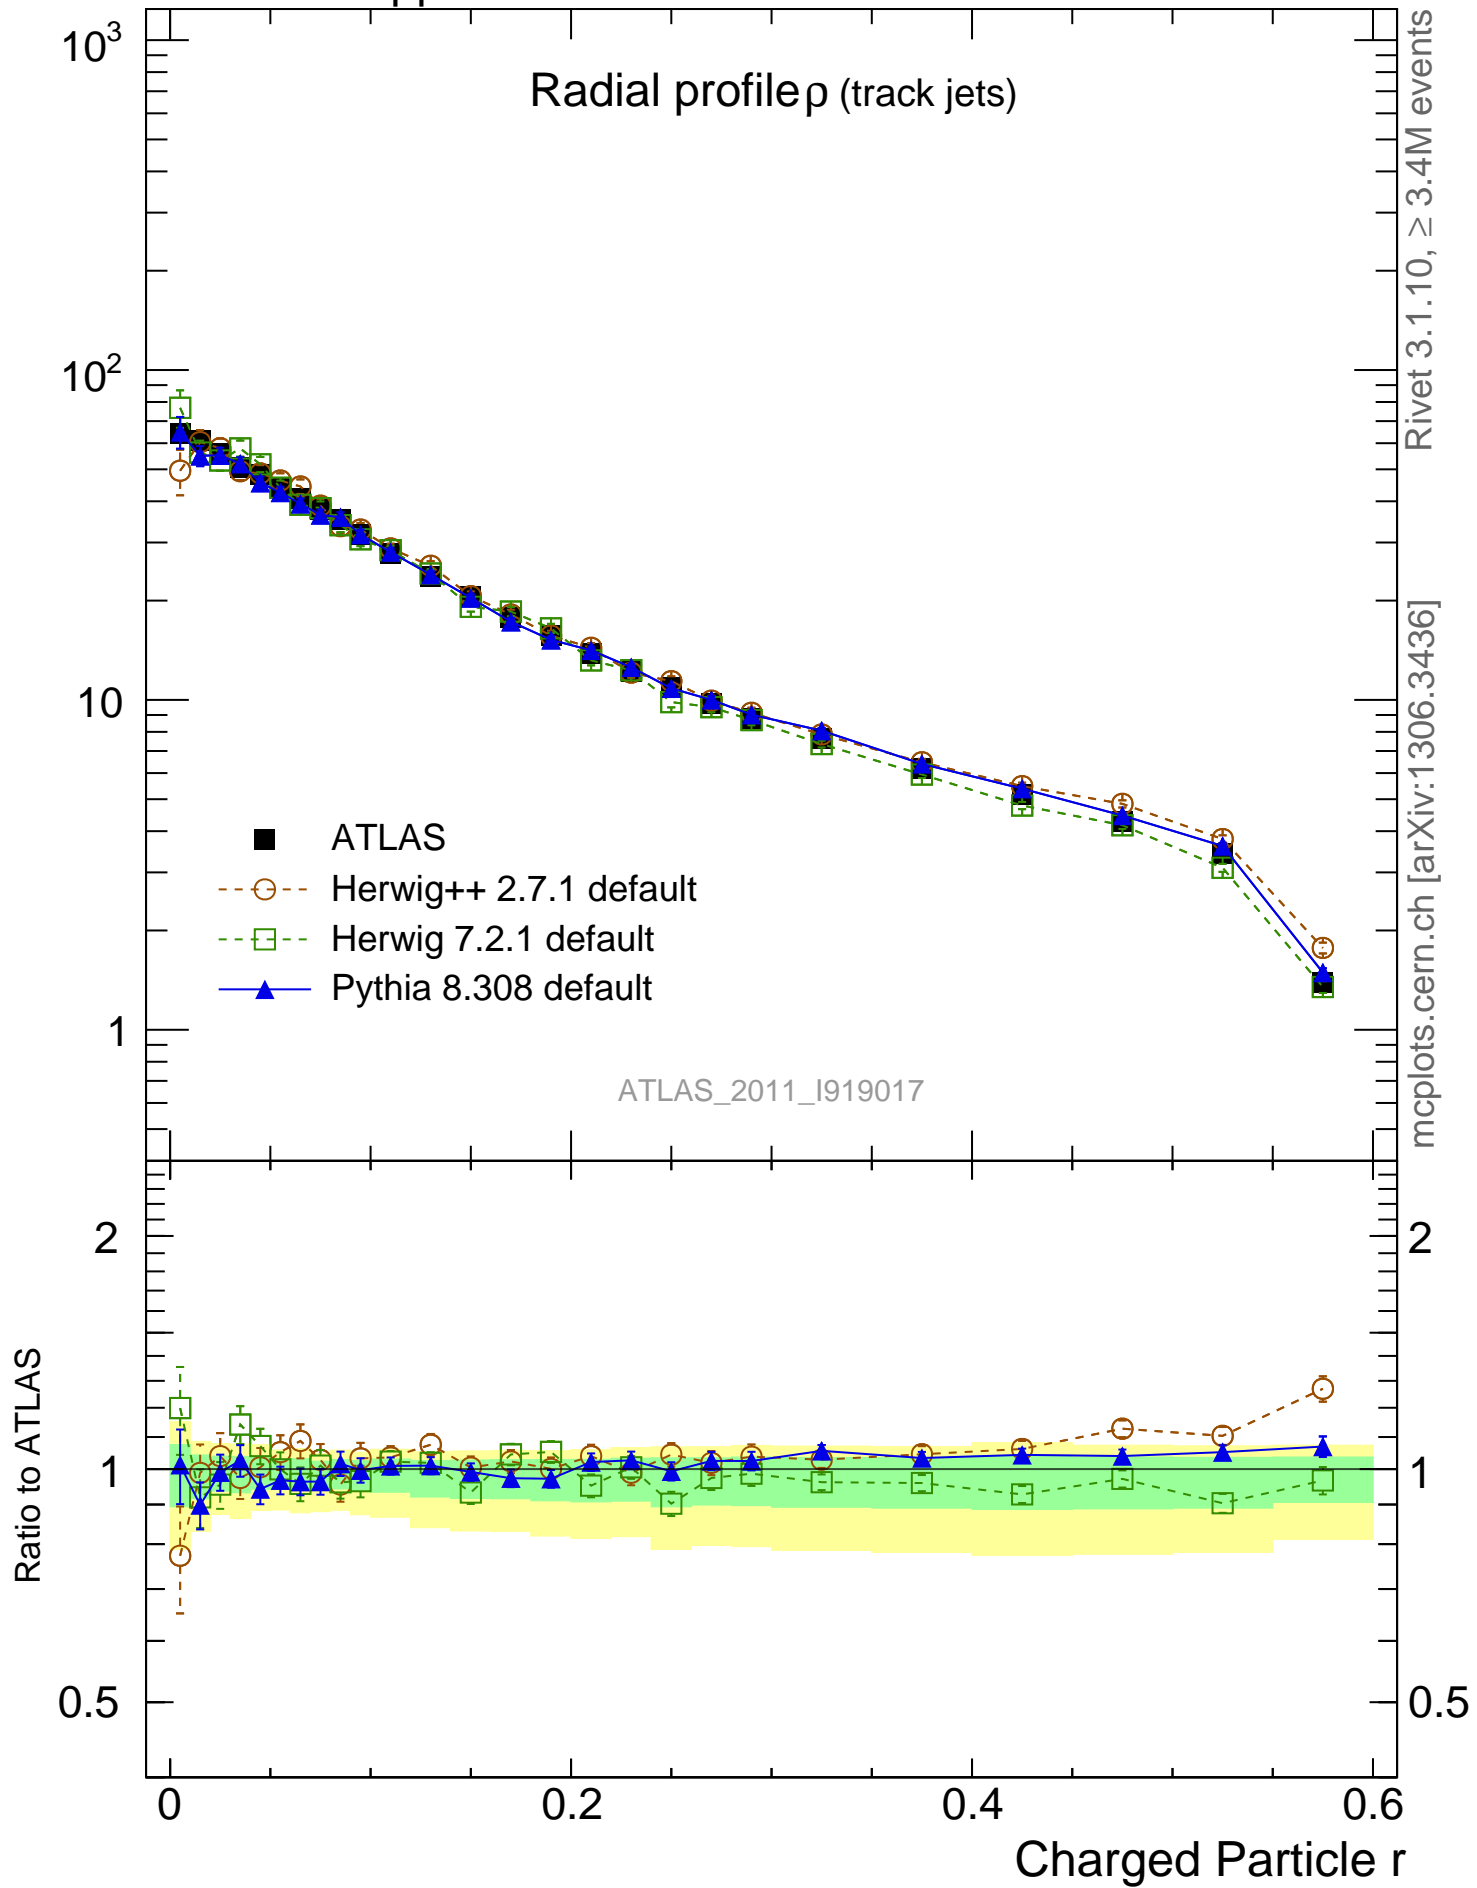 10³
Radial profile ρ (track jets)
10²
10
1
ATLAS
Herwig++ 2.7.1 default
Herwig 7.2.1 default
Pythia 8.308 default
ATLAS_2011_I919017
Rivet 3.1.10, ≥ 3.4M events
mcplots.cern.ch [arXiv:1306.3436]
2
1
0.5
2
1
0.5
Ratio to ATLAS
0
0.2
0.4
0.6
Charged Particle r